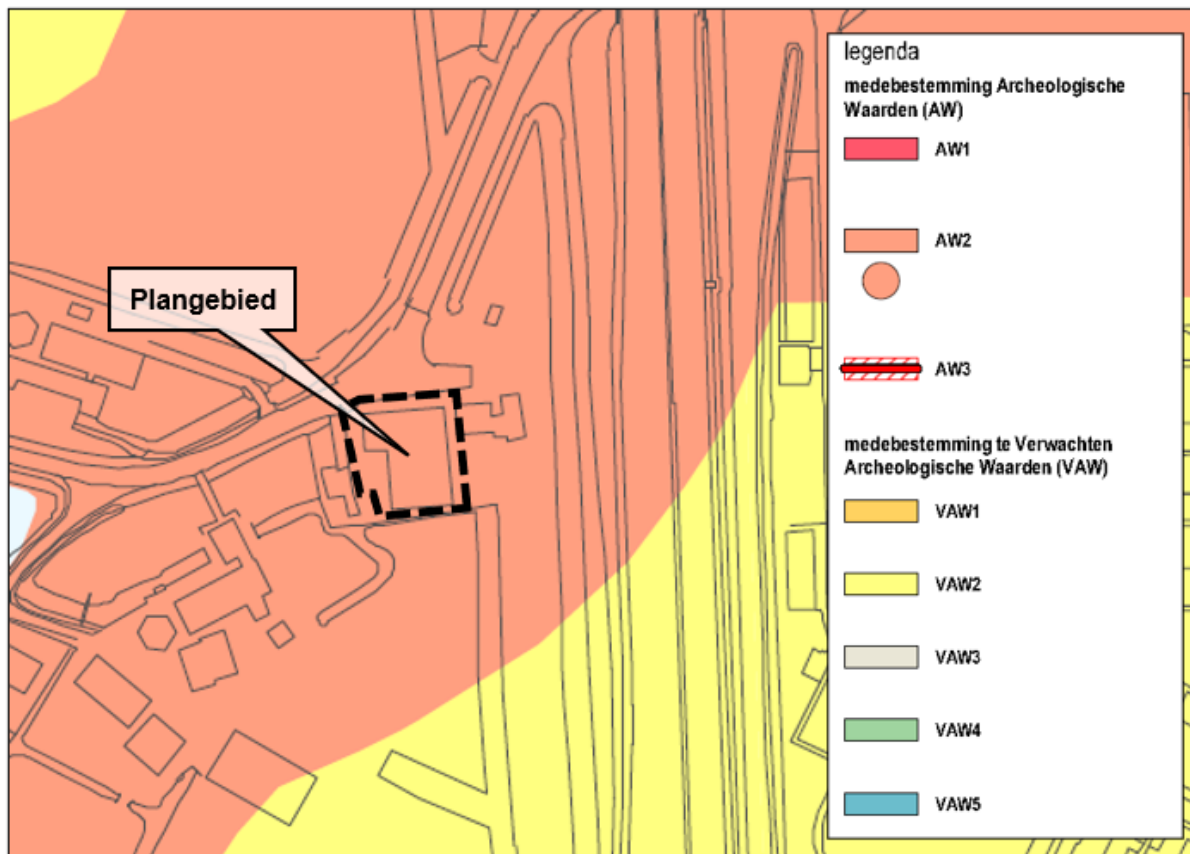 Plangebied
legenda
medebestemming Archeologische
Waarden (AW)
AW1
AW2
AW3
medebestemming te Verwachten
Archeologische Waarden (VAW)
VAW1
VAW2
VAW3
VAW4
VAW5